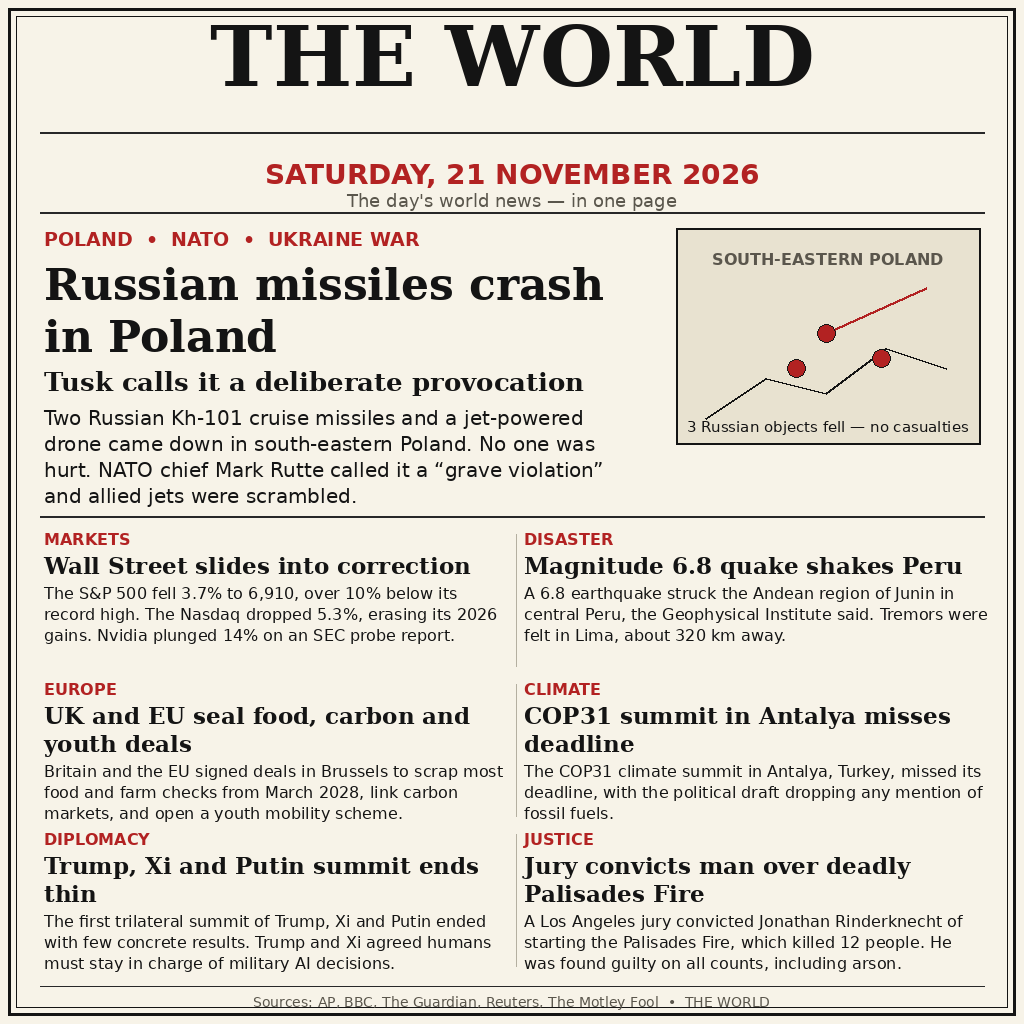 THE WORLD
SATURDAY, 21 NOVEMBER 2026
The day's world news — in one page
POLAND • NATO • UKRAINE WAR
Russian missiles crash
in Poland
Tusk calls it a deliberate provocation
Two Russian Kh-101 cruise missiles and a jet-powered
drone came down in south-eastern Poland. No one was
hurt. NATO chief Mark Rutte called it a “grave violation”
and allied jets were scrambled.
SOUTH-EASTERN POLAND
3 Russian objects fell — no casualties
MARKETS
Wall Street slides into correction
The S&P 500 fell 3.7% to 6,910, over 10% below its
record high. The Nasdaq dropped 5.3%, erasing its 2026
gains. Nvidia plunged 14% on an SEC probe report.
DISASTER
Magnitude 6.8 quake shakes Peru
A 6.8 earthquake struck the Andean region of Junin in
central Peru, the Geophysical Institute said. Tremors were
felt in Lima, about 320 km away.
EUROPE
UK and EU seal food, carbon and
youth deals
Britain and the EU signed deals in Brussels to scrap most
food and farm checks from March 2028, link carbon
markets, and open a youth mobility scheme.
CLIMATE
COP31 summit in Antalya misses
deadline
The COP31 climate summit in Antalya, Turkey, missed its
deadline, with the political draft dropping any mention of
fossil fuels.
DIPLOMACY
Trump, Xi and Putin summit ends
thin
The first trilateral summit of Trump, Xi and Putin ended
with few concrete results. Trump and Xi agreed humans
must stay in charge of military AI decisions.
JUSTICE
Jury convicts man over deadly
Palisades Fire
A Los Angeles jury convicted Jonathan Rinderknecht of
starting the Palisades Fire, which killed 12 people. He
was found guilty on all counts, including arson.
Sources: AP, BBC, The Guardian, Reuters, The Motley Fool • THE WORLD